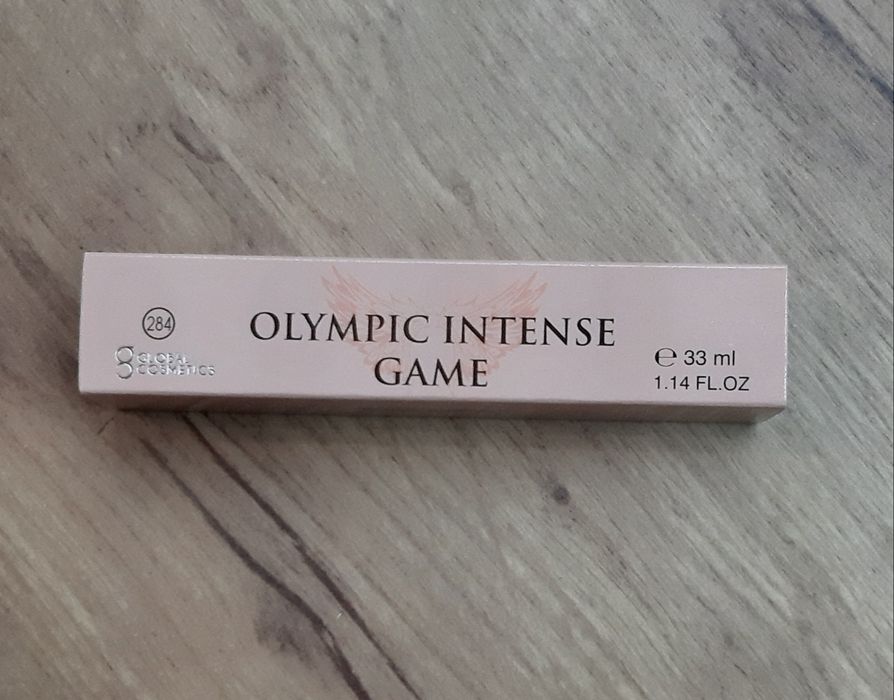 284
GLOBAL
COSMETICS
OLYMPIC INTENSE
GAME
℮ 33 ml
1.14 FL.OZ